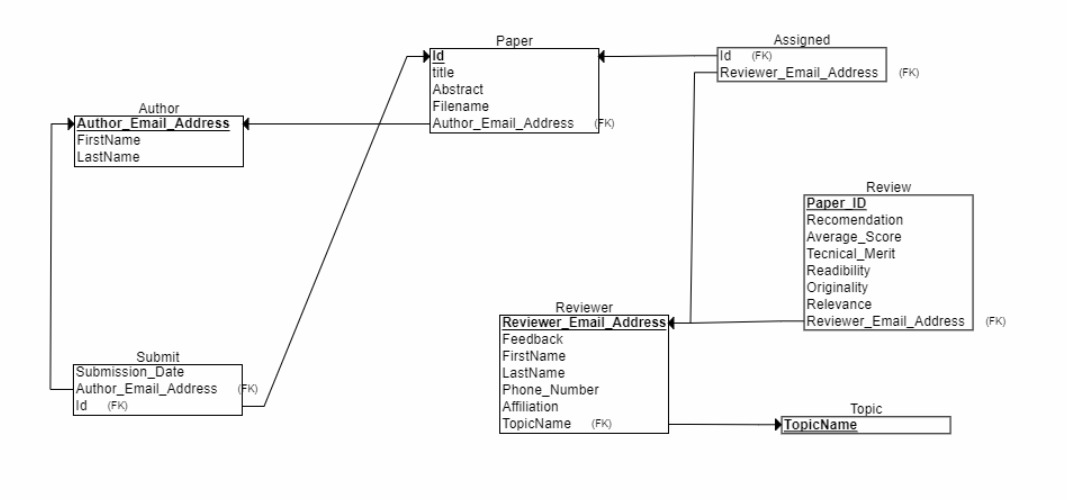 Paper
Id
title
Abstract
Filename
Author_Email_Address (FK)
Assigned
Id (FK)
Reviewer_Email_Address (FK)
Author
Author_Email_Address
FirstName
LastName
Review
Paper_ID
Recomendation
Average_Score
Tecnical_Merit
Readibility
Originality
Relevance
Reviewer_Email_Address (FK)
Reviewer
Reviewer_Email_Address
Feedback
FirstName
LastName
Phone_Number
Affiliation
TopicName (FK)
Submit
Submission_Date
Author_Email_Address (FK)
Id (FK)
Topic
TopicName